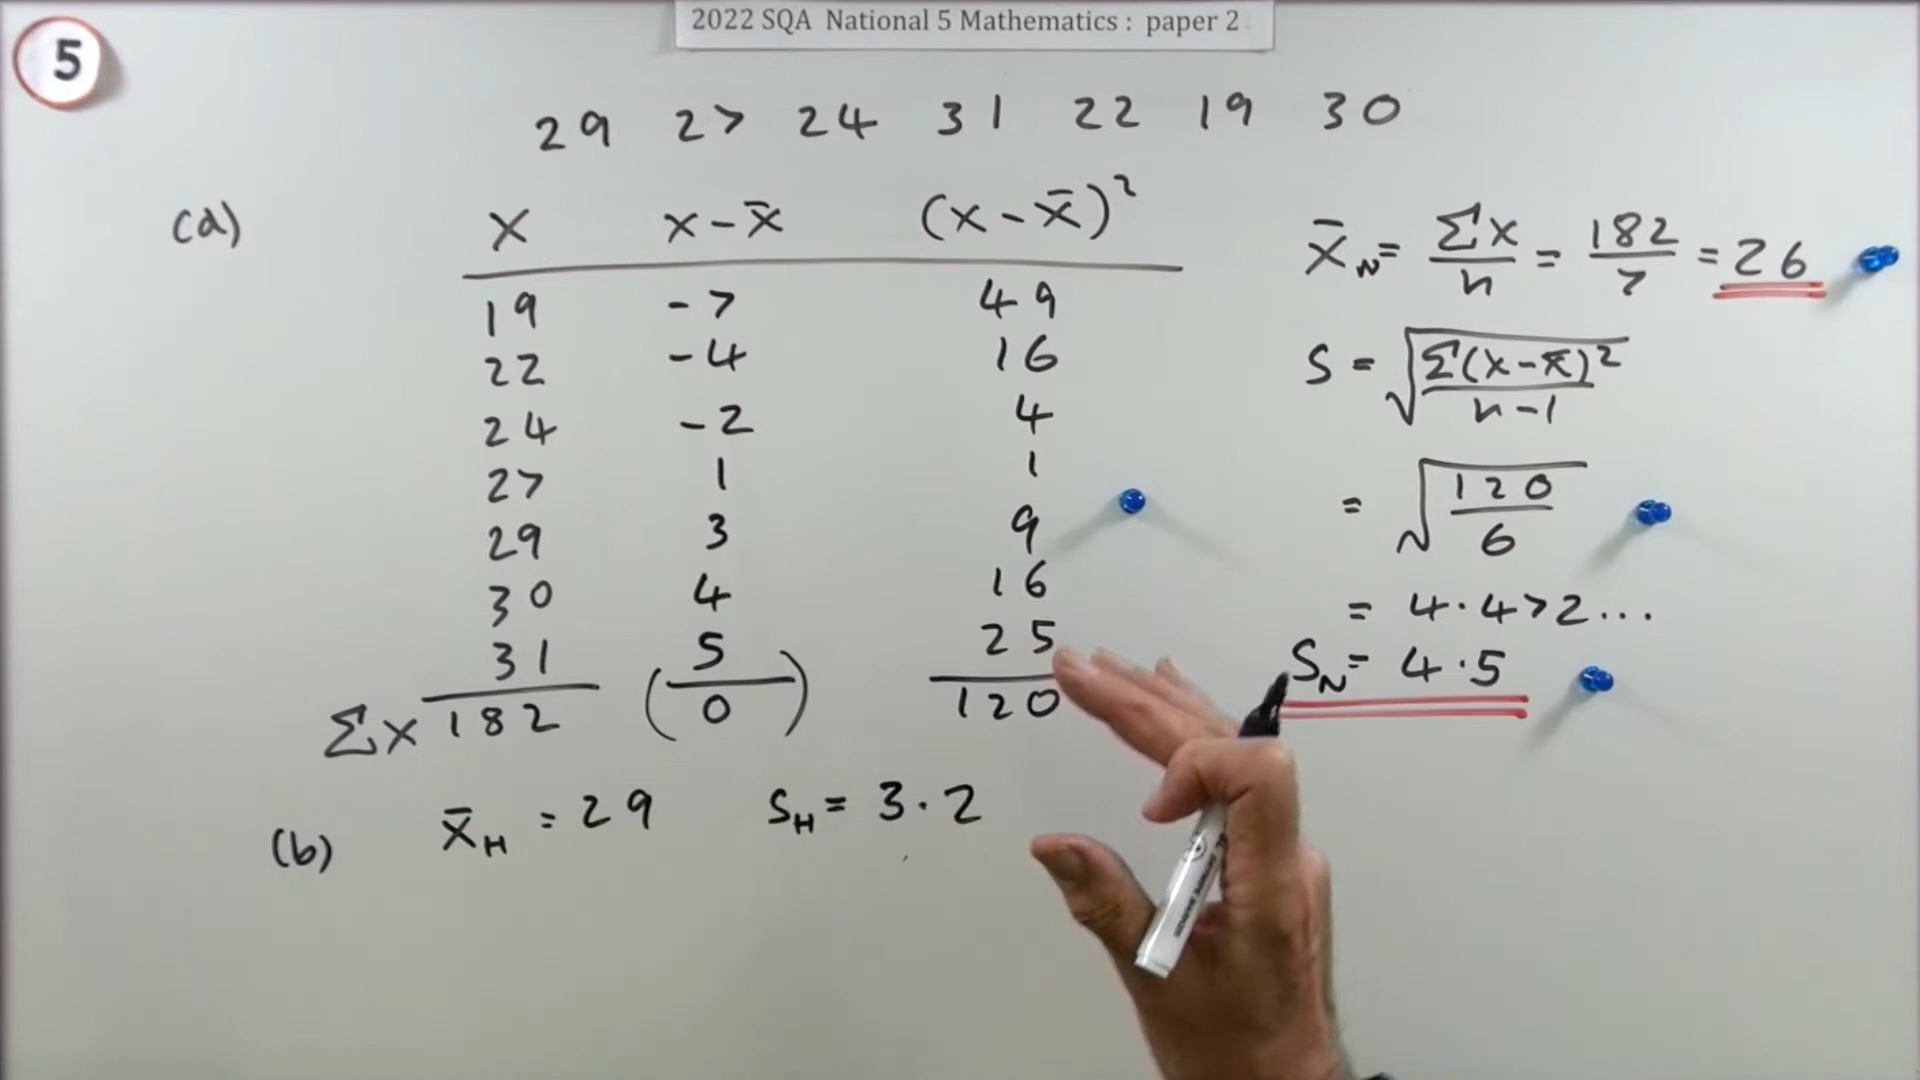 2022 SQA National 5 Mathematics : paper 2
5
29 27 24 31 22 19 30
(a)
x x - x̄ (x - x̄)²
19 -7 49
22 -4 16
24 -2 4
27 1 1
29 3 9
30 4 16
31 5 25
Σx 182 (0) 120
x̄N = Σx/n = 182/7 = 26
S = √(Σ(x - x̄)²/(n-1))
= √(120/6)
= 4.472...
SN = 4.5
(b) x̄H = 29 SH = 3.2